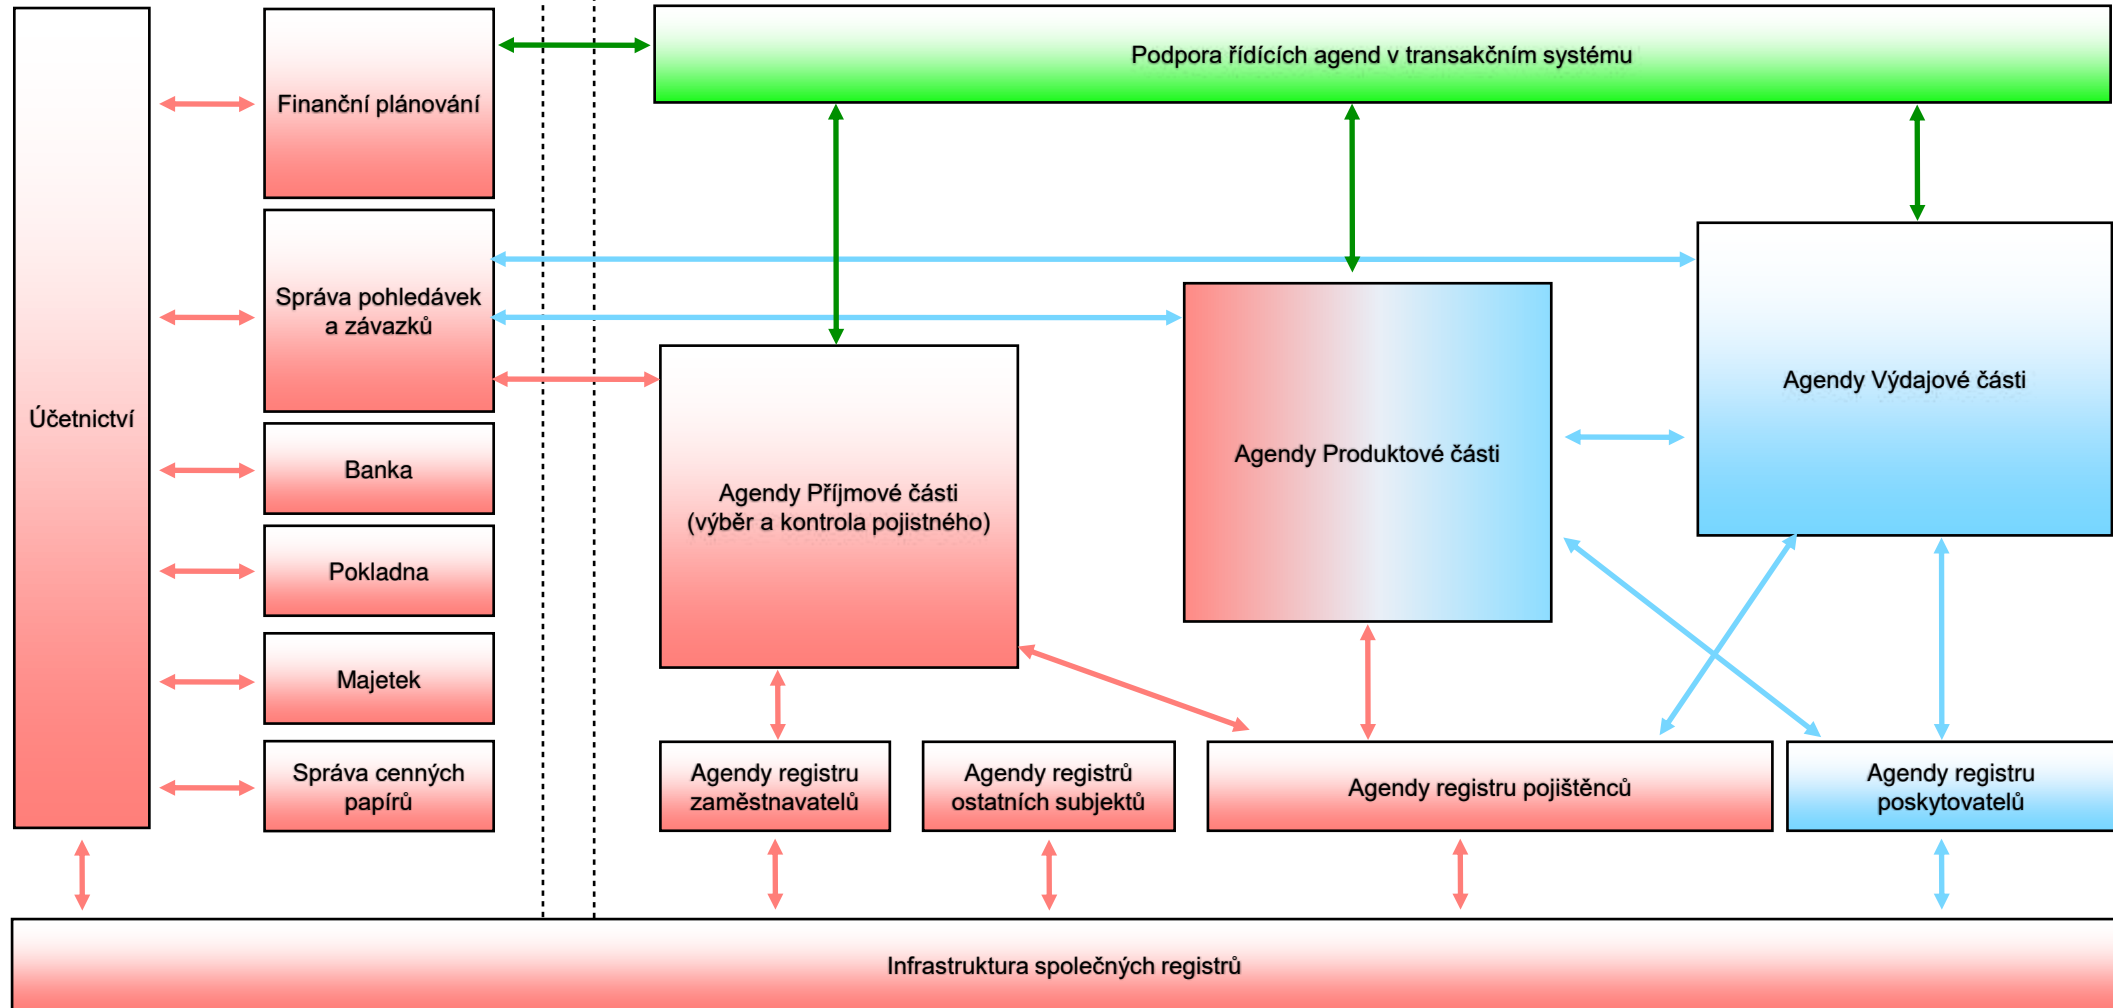 Podpora řídících agend v transakčním systému
Finanční plánování
Správa pohledávek
a závazků
Účetnictví
Agendy Výdajové části
Agendy Produktové části
Banka
Agendy Příjmové části
(výběr a kontrola pojistného)
Pokladna
Majetek
Správa cenných
papírů
Agendy registru
zaměstnavatelů
Agendy registrů
ostatních subjektů
Agendy registru pojištěnců
Agendy registru
poskytovatelů
Infrastruktura společných registrů